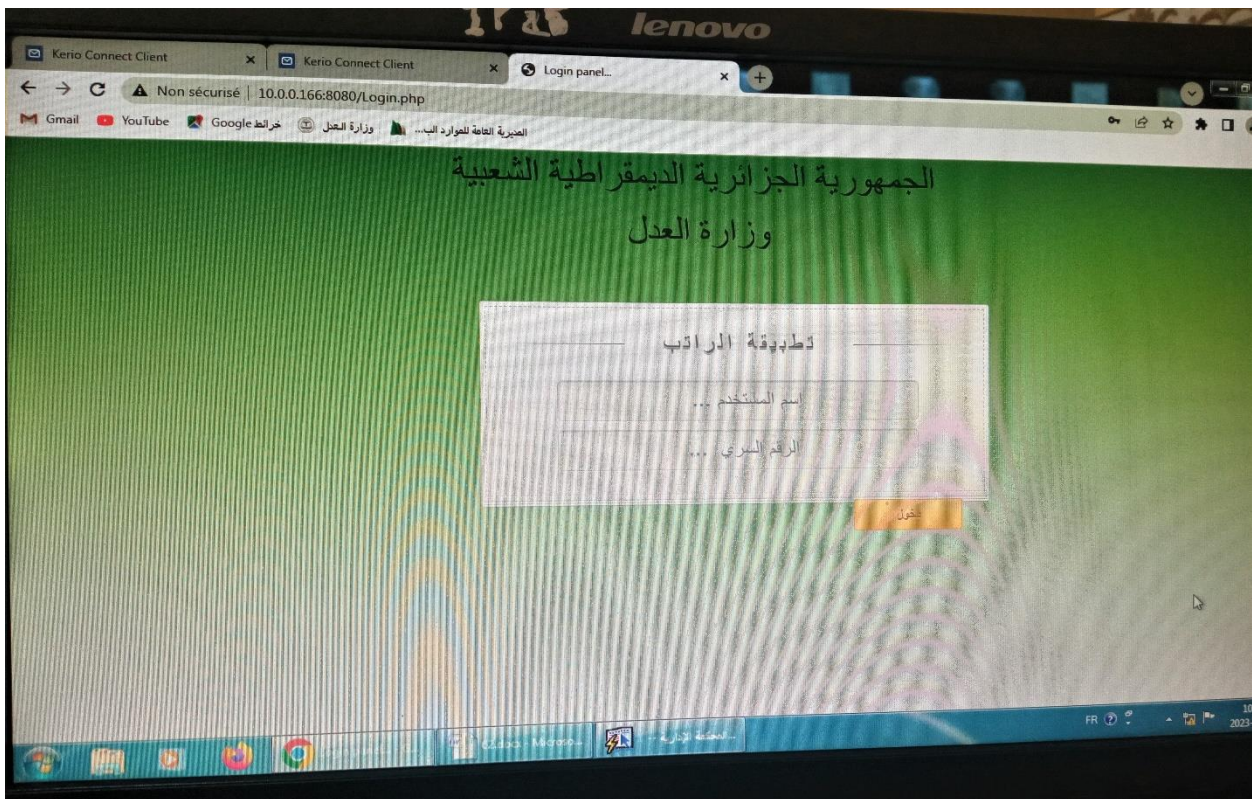 lenovo
Kerio Connect Client
Kerio Connect Client
Login panel...
Non sécurisé | 10.0.0.166:8080/Login.php
Gmail YouTube خرائط Google وزارة العدل المديرية العامة للموارد الب...
الجمهورية الجزائرية الديمقراطية الشعبية
وزارة العدل
تطبيقة الراتب
اسم المستخدم ...
الرقم السري ...
دخول
FR
2023-